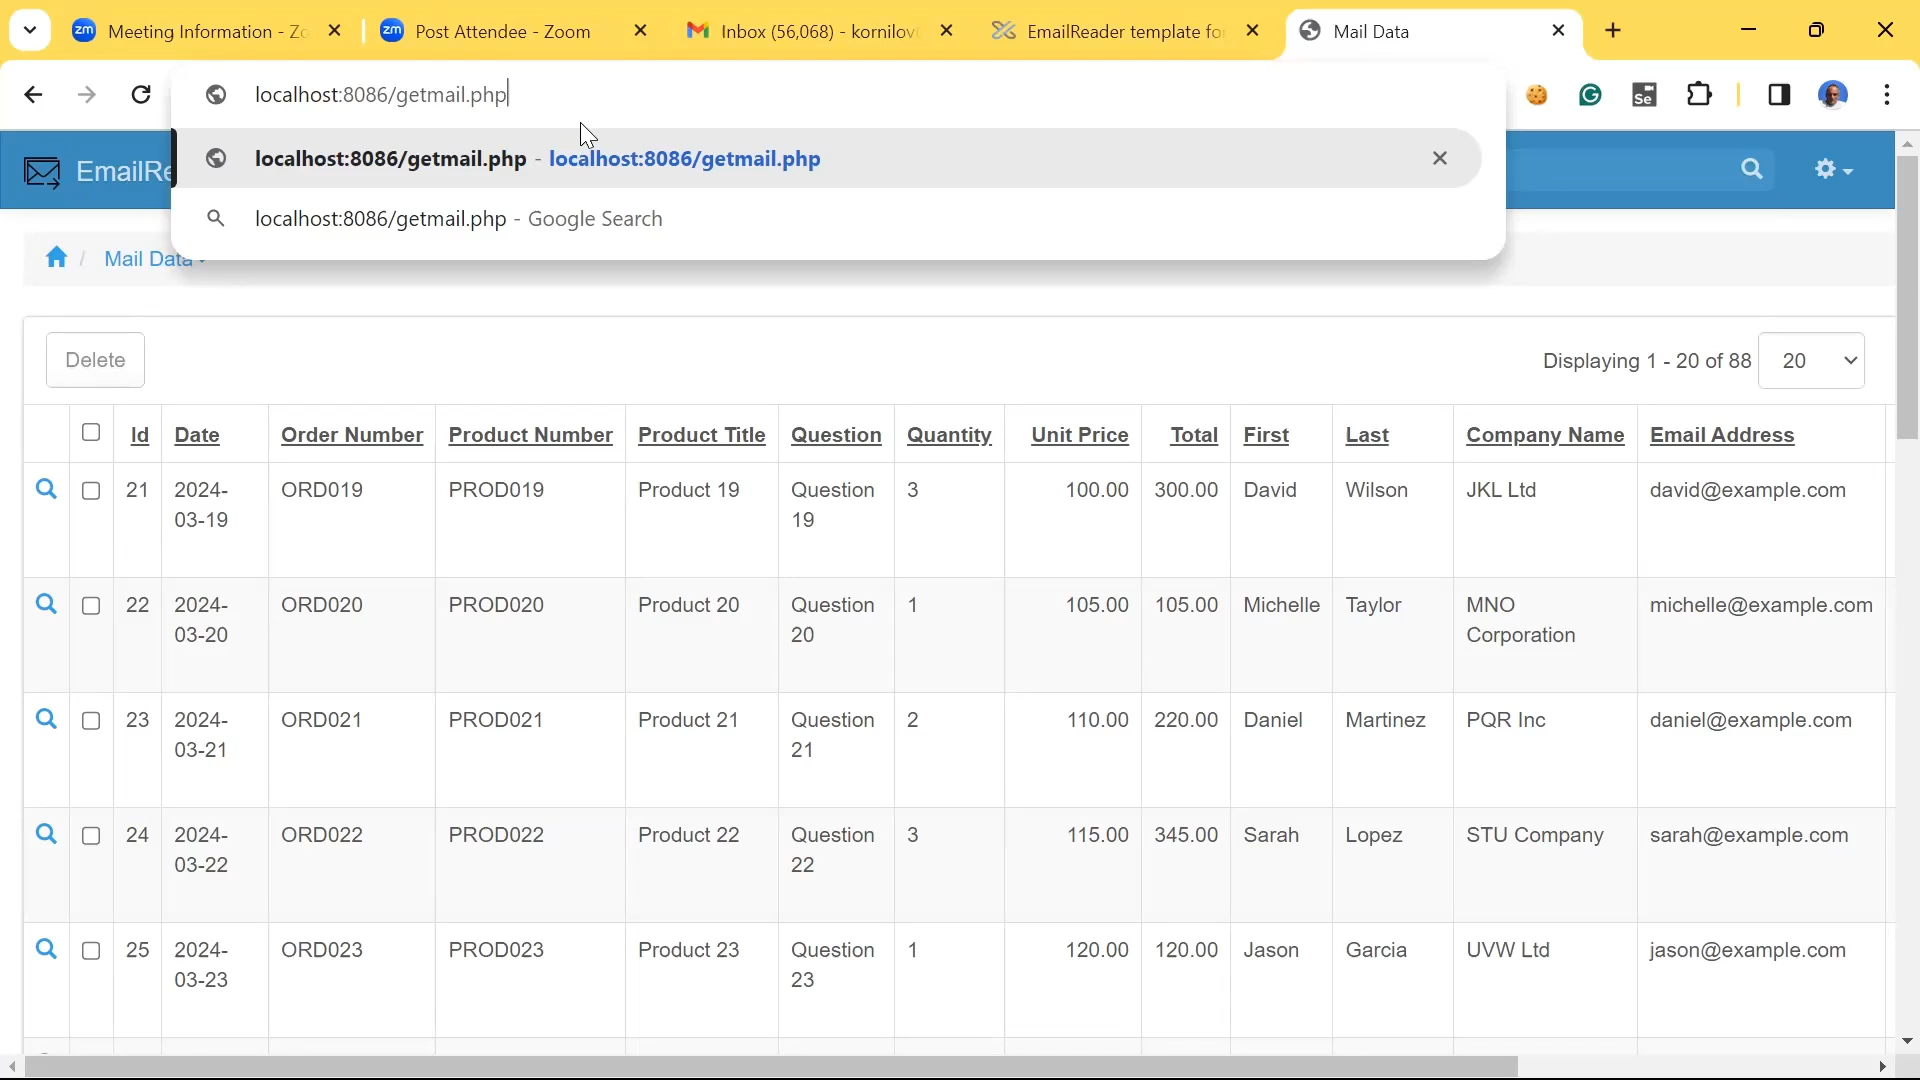 Meeting Information - Zo
Post Attendee - Zoom
Inbox (56,068) - kornilov
EmailReader template for
Mail Data
localhost:8086/getmail.php
localhost:8086/getmail.php - localhost:8086/getmail.php
localhost:8086/getmail.php - Google Search
EmailRe
Mail Data
Delete
Displaying 1 - 20 of 88 20
Id Date Order Number Product Number Product Title Question Quantity Unit Price Total First Last Company Name Email Address
21 2024-03-19 ORD019 PROD019 Product 19 Question 19 3 100.00 300.00 David Wilson JKL Ltd david@example.com
22 2024-03-20 ORD020 PROD020 Product 20 Question 20 1 105.00 105.00 Michelle Taylor MNO Corporation michelle@example.com
23 2024-03-21 ORD021 PROD021 Product 21 Question 21 2 110.00 220.00 Daniel Martinez PQR Inc daniel@example.com
24 2024-03-22 ORD022 PROD022 Product 22 Question 22 3 115.00 345.00 Sarah Lopez STU Company sarah@example.com
25 2024-03-23 ORD023 PROD023 Product 23 Question 23 1 120.00 120.00 Jason Garcia UVW Ltd jason@example.com